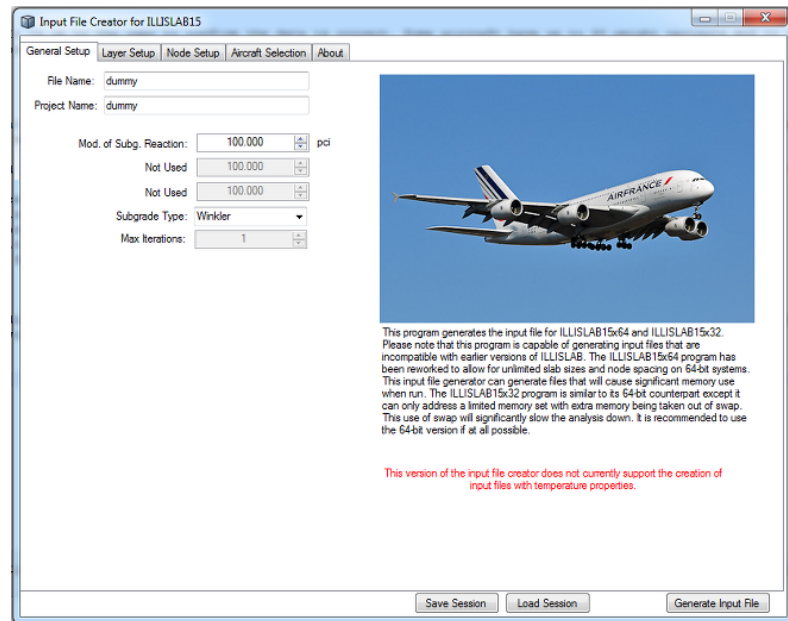 Input File Creator for ILLISLAB15
General Setup Layer Setup Node Setup Aircraft Selection About
File Name: dummy
Project Name: dummy
Mod. of Subg. Reaction: 100.000 pci
Not Used 100.000
Not Used 100.000
Subgrade Type: Winkler
Max Iterations: 1
AIRFRANCE
This program generates the input file for ILLISLAB15x64 and ILLISLAB15x32.
Please note that this program is capable of generating input files that are
incompatible with earlier versions of ILLISLAB. The ILLISLAB15x64 program has
been reworked to allow for unlimited slab sizes and node spacing on 64-bit systems.
This input file generator can generate files that will cause significant memory use
when run. The ILLISLAB15x32 program is similar to its 64-bit counterpart except it
can only address a limited memory set with extra memory being taken out of swap.
This use of swap will significantly slow the analysis down. It is recommended to use
the 64-bit version if at all possible.
This version of the input file creator does not currently support the creation of
input files with temperature properties.
Save Session Load Session Generate Input File